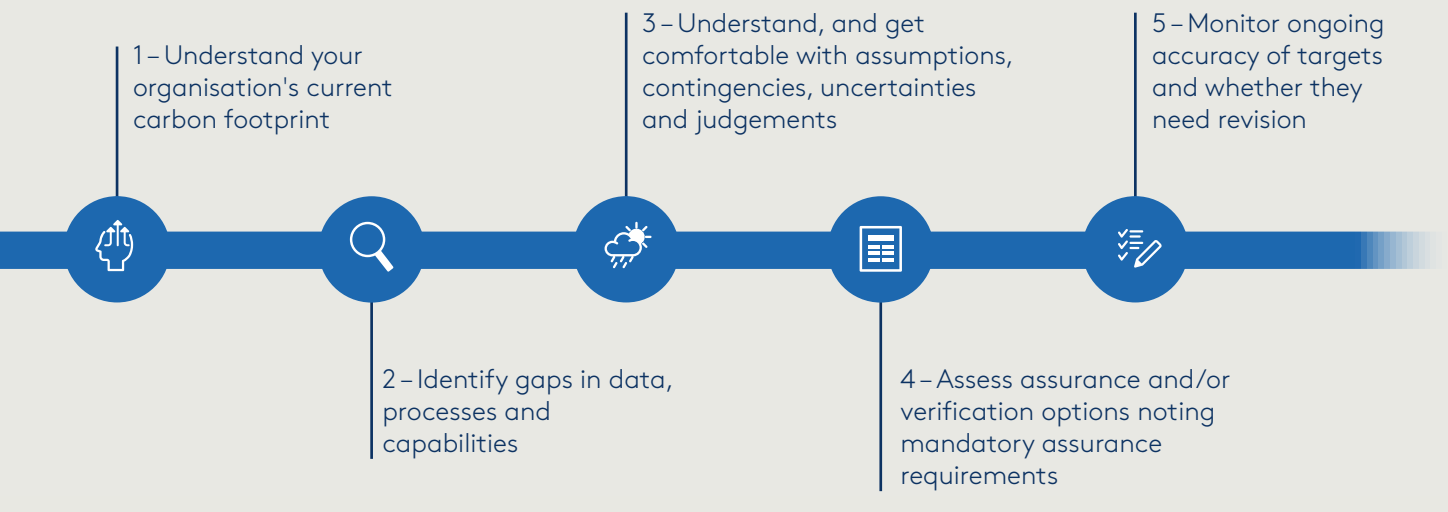 1 – Understand your
organisation's current
carbon footprint
2 – Identify gaps in data,
processes and
capabilities
3 – Understand, and get
comfortable with assumptions,
contingencies, uncertainties
and judgements
4 – Assess assurance and/or
verification options noting
mandatory assurance
requirements
5 – Monitor ongoing
accuracy of targets
and whether they
need revision